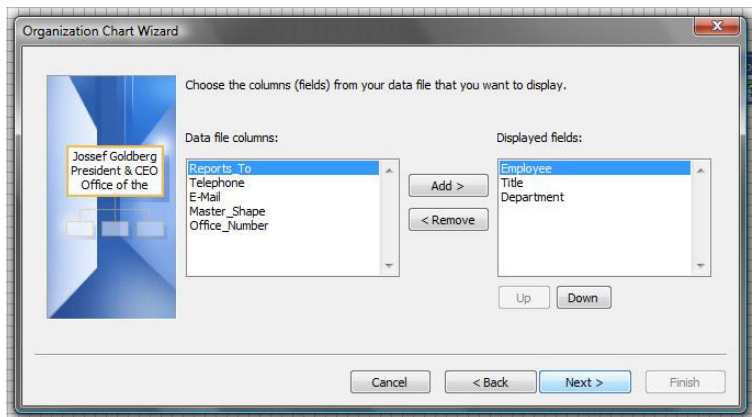 Organization Chart Wizard
X
Choose the columns (fields) from your data file that you want to display.
Data file columns:
Displayed fields:
Jossef Goldberg
President & CEO
Office of the
Reports_To
Telephone
E-Mail
Master_Shape
Office_Number
Add >
< Remove
Employee
Title
Department
Up
Down
Cancel
< Back
Next >
Finish